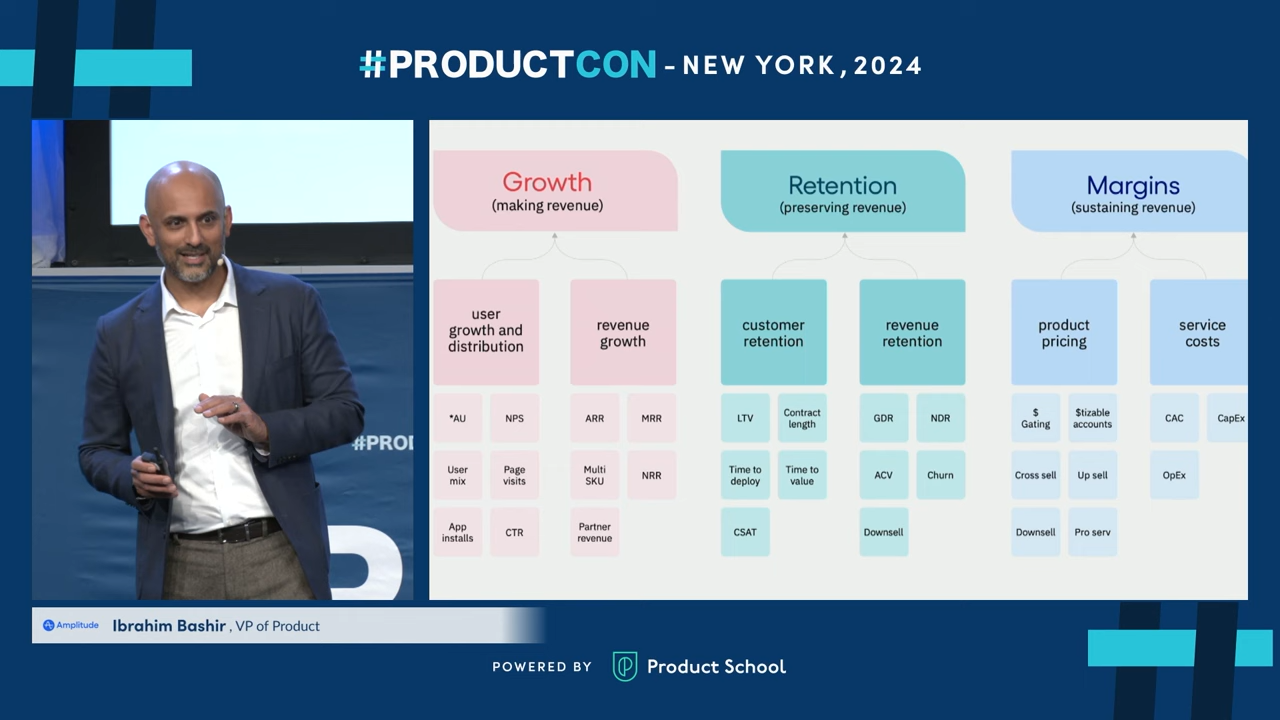 #PRODUCTCON - NEW YORK, 2024
Growth
(making revenue)
user
growth and
distribution
revenue
growth
*AU
NPS
ARR
MRR
User
mix
Page
visits
Multi
SKU
NRR
App
installs
CTR
Partner
revenue
Retention
(preserving revenue)
customer
retention
revenue
retention
LTV
Contract
length
GDR
NDR
Time to
deploy
Time to
value
ACV
Churn
CSAT
Downsell
Margins
(sustaining revenue)
product
pricing
service
costs
$
Gating
$tizable
accounts
CAC
CapEx
Cross sell
Up sell
OpEx
Downsell
Pro serv
#PROD
P
Amplitude
Ibrahim Bashir, VP of Product
POWERED BY
Product School